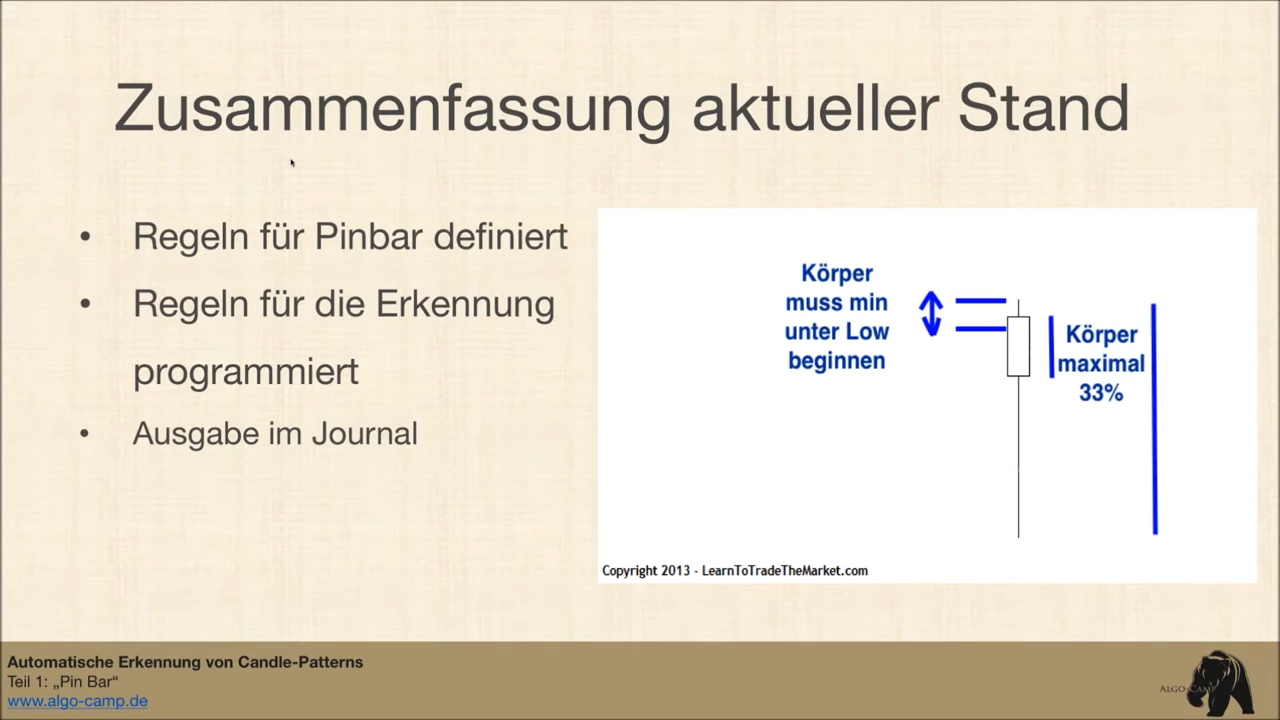 Zusammenfassung aktueller Stand
• Regeln für Pinbar definiert
• Regeln für die Erkennung
programmiert
• Ausgabe im Journal
Körper
muss min
unter Low
beginnen
Körper
maximal
33%
Copyright 2013 - LearnToTradeTheMarket.com
Automatische Erkennung von Candle-Patterns
Teil 1: „Pin Bar“
www.algo-camp.de
ALGO-CAMP